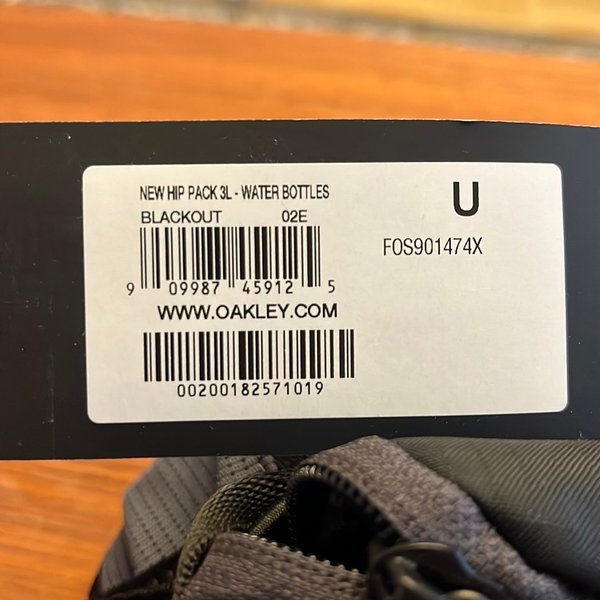 NEW HIP PACK 3L - WATER BOTTLES
BLACKOUT 02E
U
FOS901474X
9 09987 45912 5
WWW.OAKLEY.COM
00200182571019